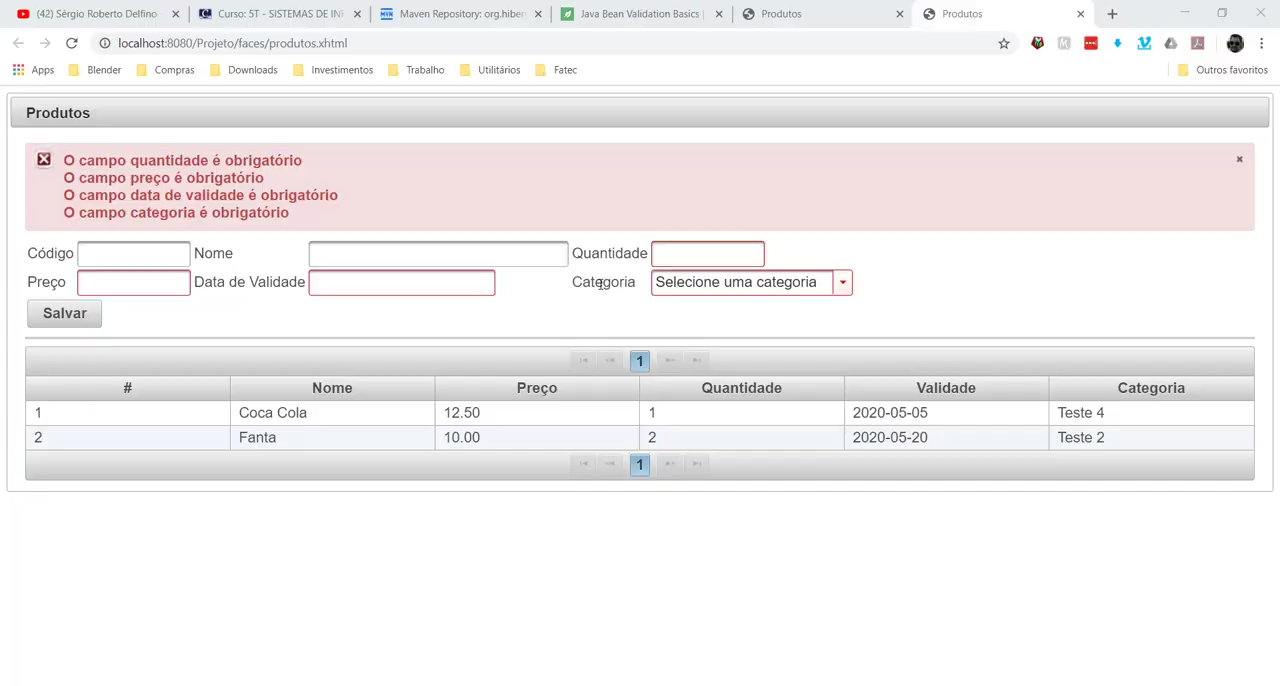 (42) Sérgio Roberto Delfino
Curso: 5T - SISTEMAS DE IN
Maven Repository: org.hiber
Java Bean Validation Basics
Produtos
Produtos
localhost:8080/Projeto/faces/produtos.xhtml
Apps Blender Compras Downloads Investimentos Trabalho Utilitários Fatec Outros favoritos
Produtos
O campo quantidade é obrigatório
O campo preço é obrigatório
O campo data de validade é obrigatório
O campo categoria é obrigatório
Código Nome Quantidade
Preço Data de Validade Categoria Selecione uma categoria
Salvar
1
# Nome Preço Quantidade Validade Categoria
1 Coca Cola 12.50 1 2020-05-05 Teste 4
2 Fanta 10.00 2 2020-05-20 Teste 2
1